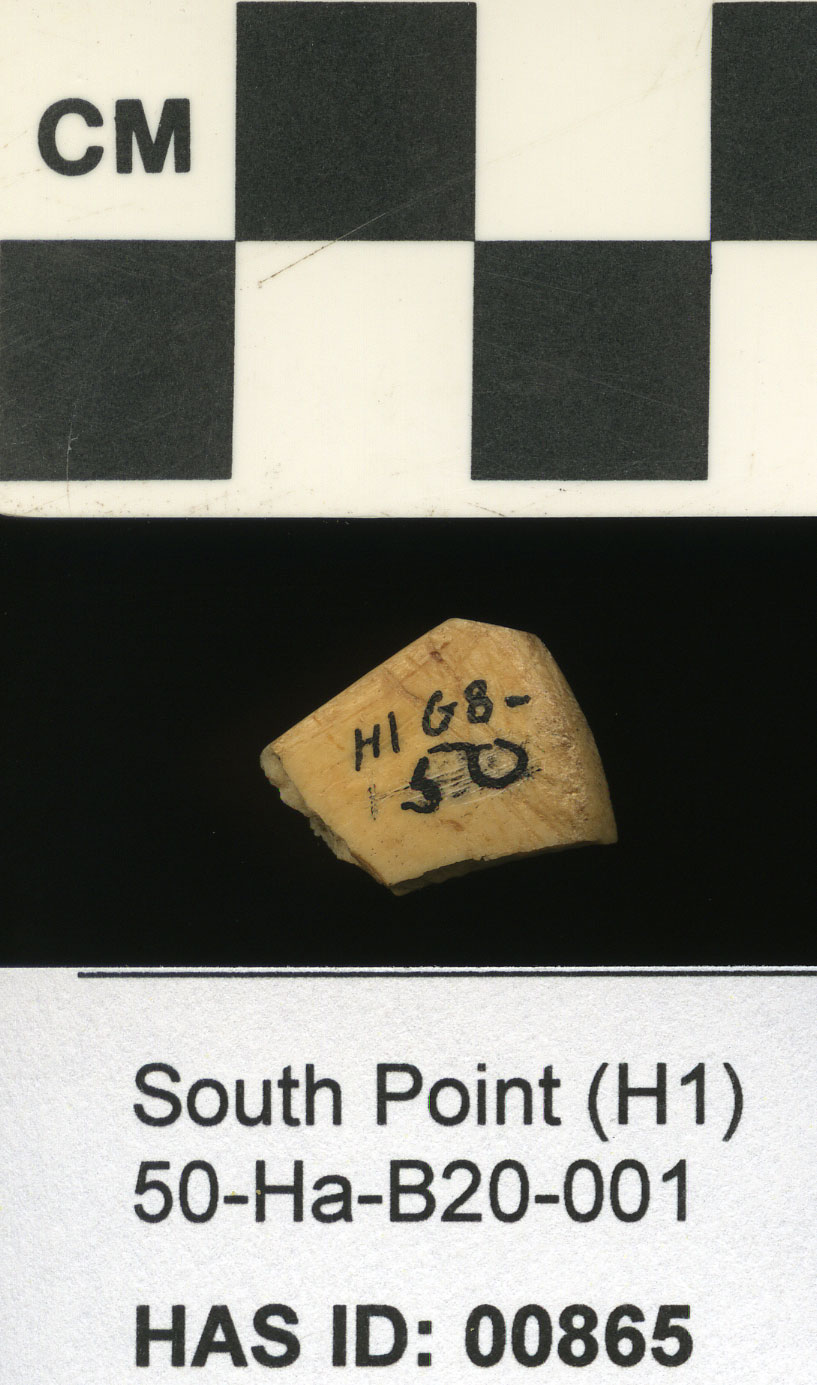 CM
H1 G8-
50
South Point (H1)
50-Ha-B20-001
HAS ID: 00865